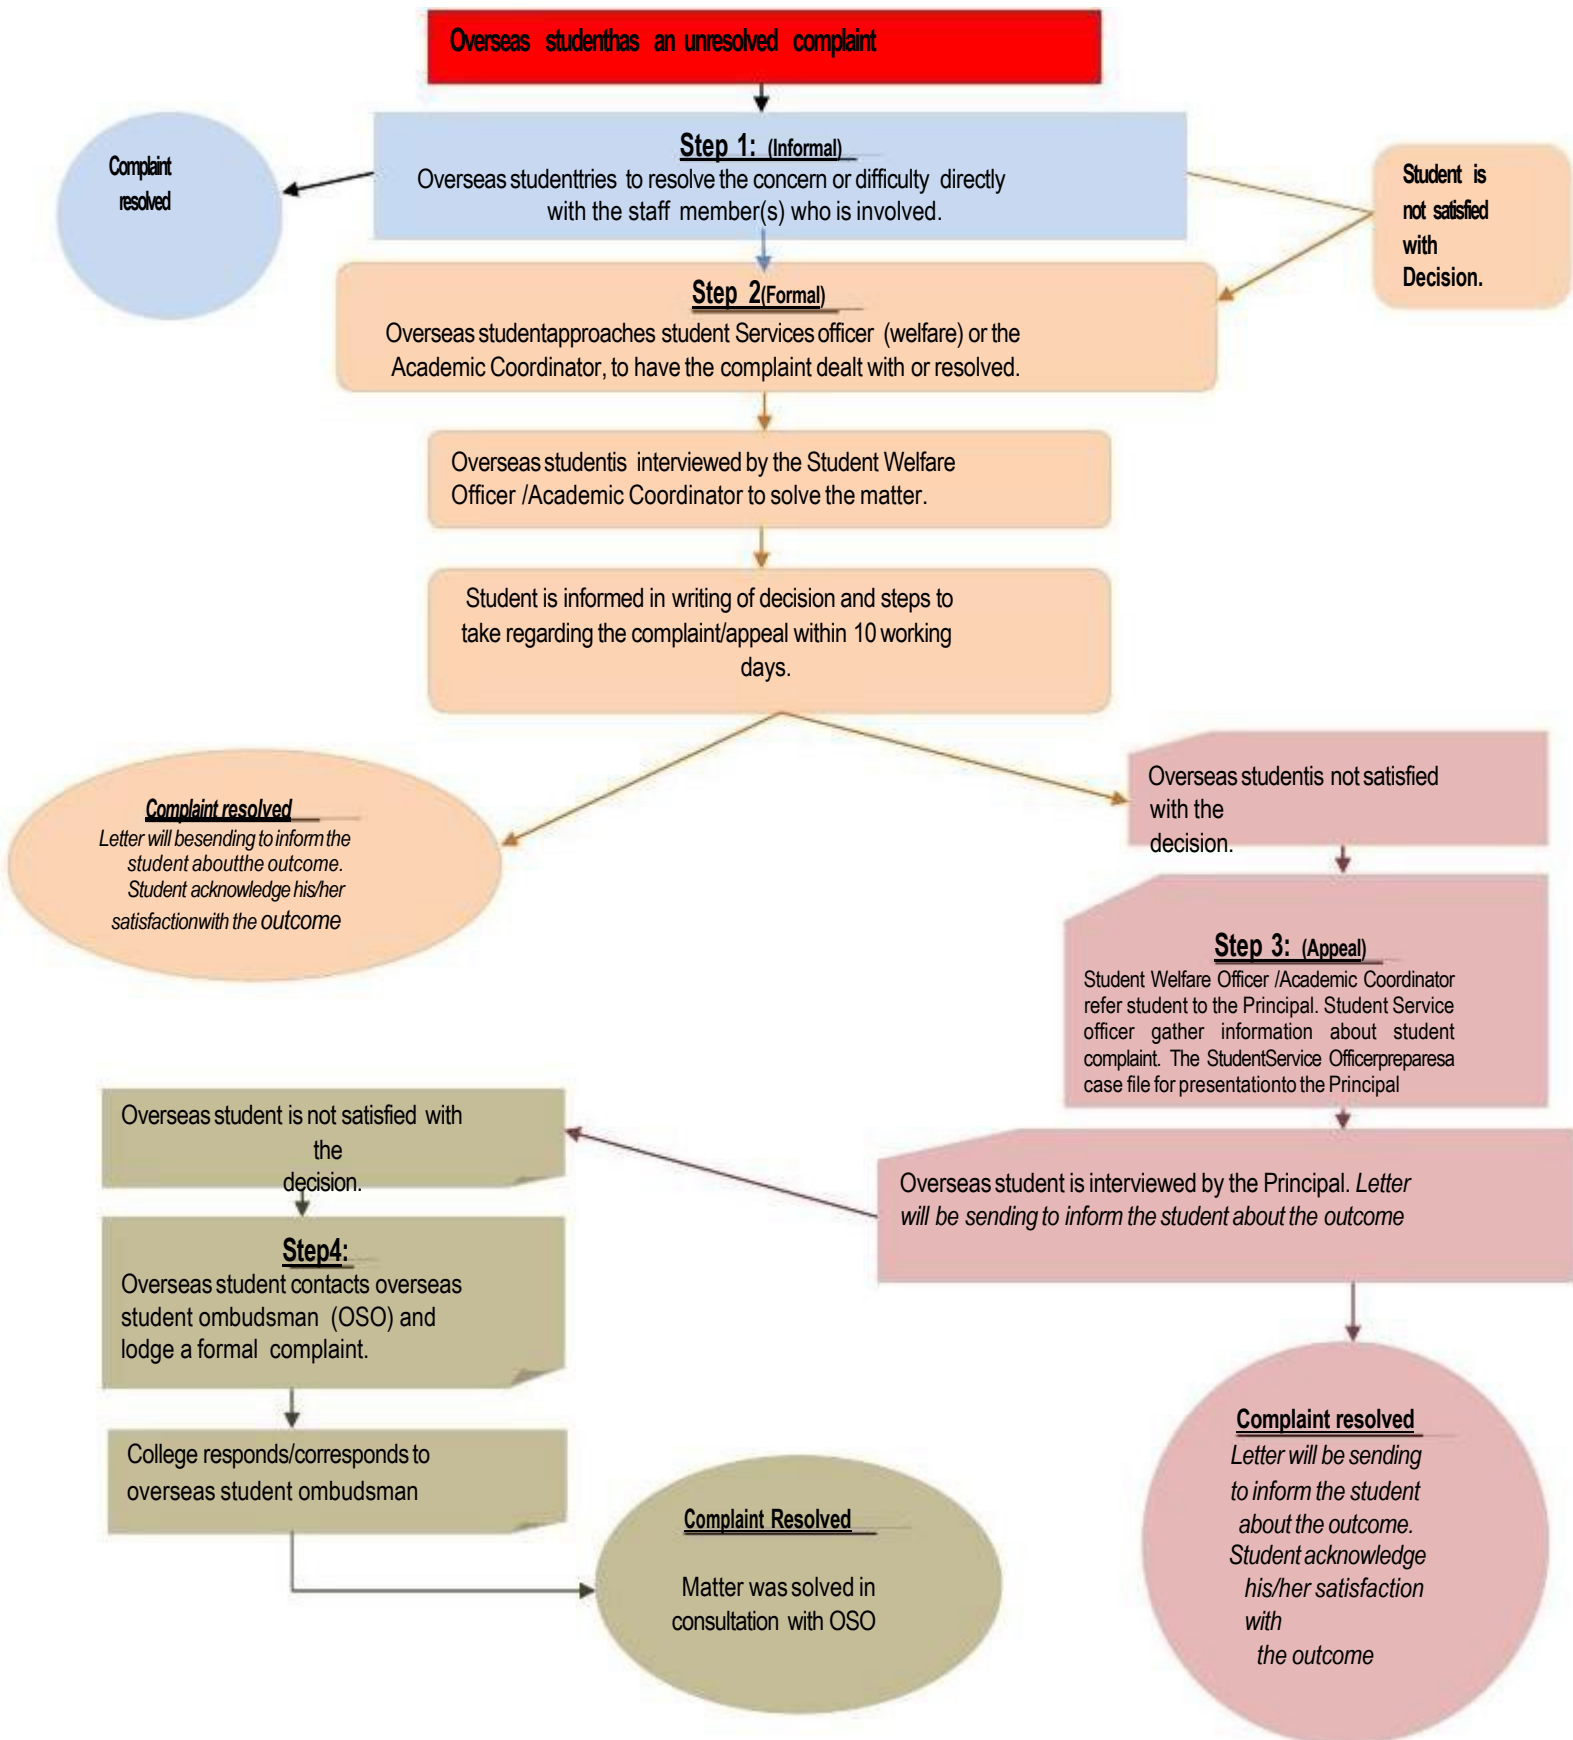 Overseas studenthas an unresolved complaint
Step 1: (Informal)
Overseas studenttries to resolve the concern or difficulty directly
with the staff member(s) who is involved.
Complaint
resolved
Student is
not satisfied
with
Decision.
Step 2(Formal)
Overseas studentapproaches student Services officer (welfare) or the
Academic Coordinator, to have the complaint dealt with or resolved.
Overseas studentis interviewed by the Student Welfare
Officer /Academic Coordinator to solve the matter.
Student is informed in writing of decision and steps to
take regarding the complaint/appeal within 10 working
days.
Complaint resolved
Letter will besending to inform the
student aboutthe outcome.
Student acknowledge his/her
satisfactionwith the outcome
Overseas studentis not satisfied
with the
decision.
Step 3: (Appeal)
Student Welfare Officer /Academic Coordinator
refer student to the Principal. Student Service
officer gather information about student
complaint. The StudentService Officerpreparesa
case file for presentationto the Principal
Overseas student is interviewed by the Principal. Letter
will be sending to inform the student about the outcome
Overseas student is not satisfied with
the
decision.
Step4:
Overseas student contacts overseas
student ombudsman (OSO) and
lodge a formal complaint.
College responds/corresponds to
overseas student ombudsman
Complaint Resolved
Matter was solved in
consultation with OSO
Complaint resolved
Letter will be sending
to inform the student
about the outcome.
Student acknowledge
his/her satisfaction
with
the outcome